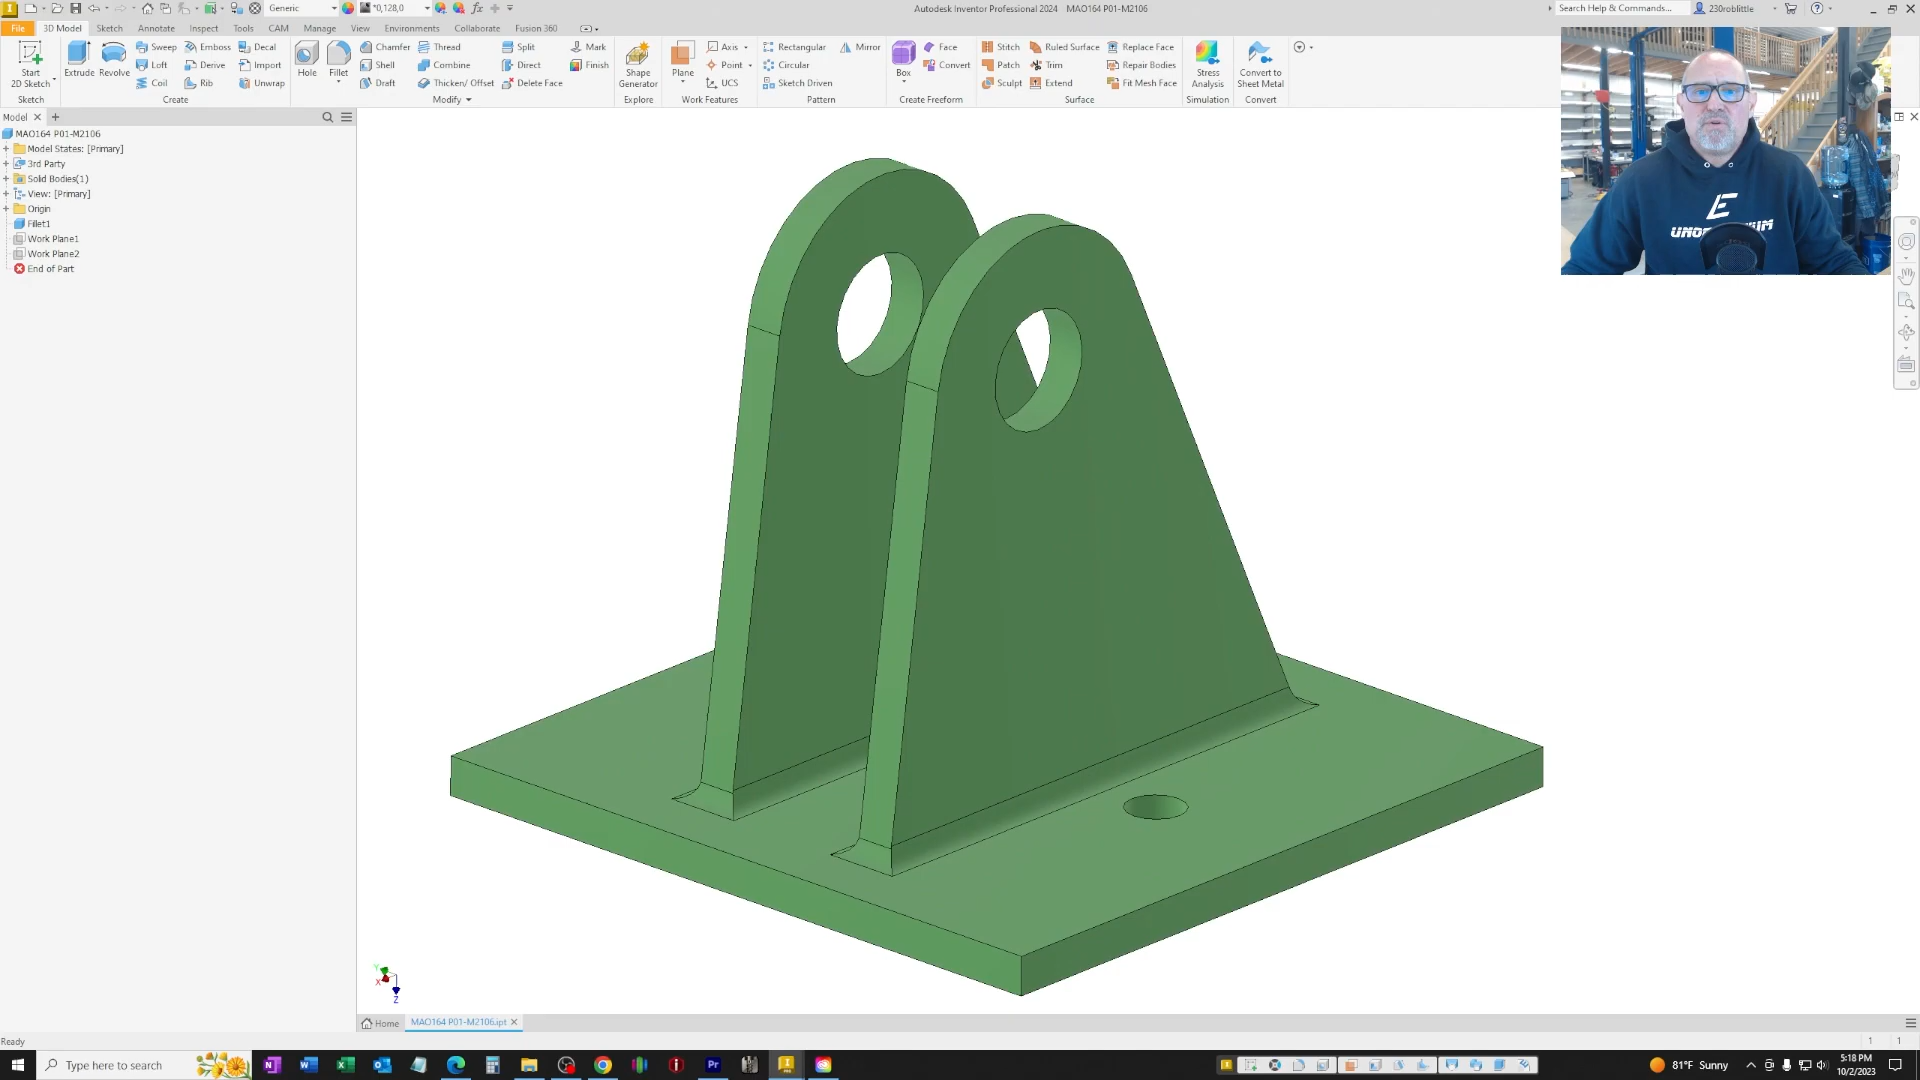 Generic
*0,128,0
Autodesk Inventor Professional 2024 MAO164 P01-M2106
Search Help & Commands...
230roblittle
File 3D Model Sketch Annotate Inspect Tools CAM Manage View Environments Collaborate Fusion 360
Start
2D Sketch
Sketch
Extrude
Revolve
Sweep Emboss Decal
Loft Derive Import
Coil Rib Unwrap
Create
Hole
Fillet
Chamfer Thread Split Mark
Shell Combine Direct Finish
Draft Thicken/ Offset Delete Face
Modify
Shape
Generator
Explore
Plane
Axis
Point
UCS
Work Features
Rectangular Mirror
Circular
Sketch Driven
Pattern
Box
Face
Convert
Create Freeform
Stitch Ruled Surface Replace Face
Patch Trim Repair Bodies
Sculpt Extend Fit Mesh Face
Surface
Stress
Analysis
Simulation
Convert to
Sheet Metal
Convert
Model
MAO164 P01-M2106
Model States: [Primary]
3rd Party
Solid Bodies(1)
View: [Primary]
Origin
Fillet1
Work Plane1
Work Plane2
End of Part
Y
X
Z
Home
MAO164 P01-M2106.ipt
Ready
1 1
Type here to search
81°F Sunny
5:18 PM
10/2/2023